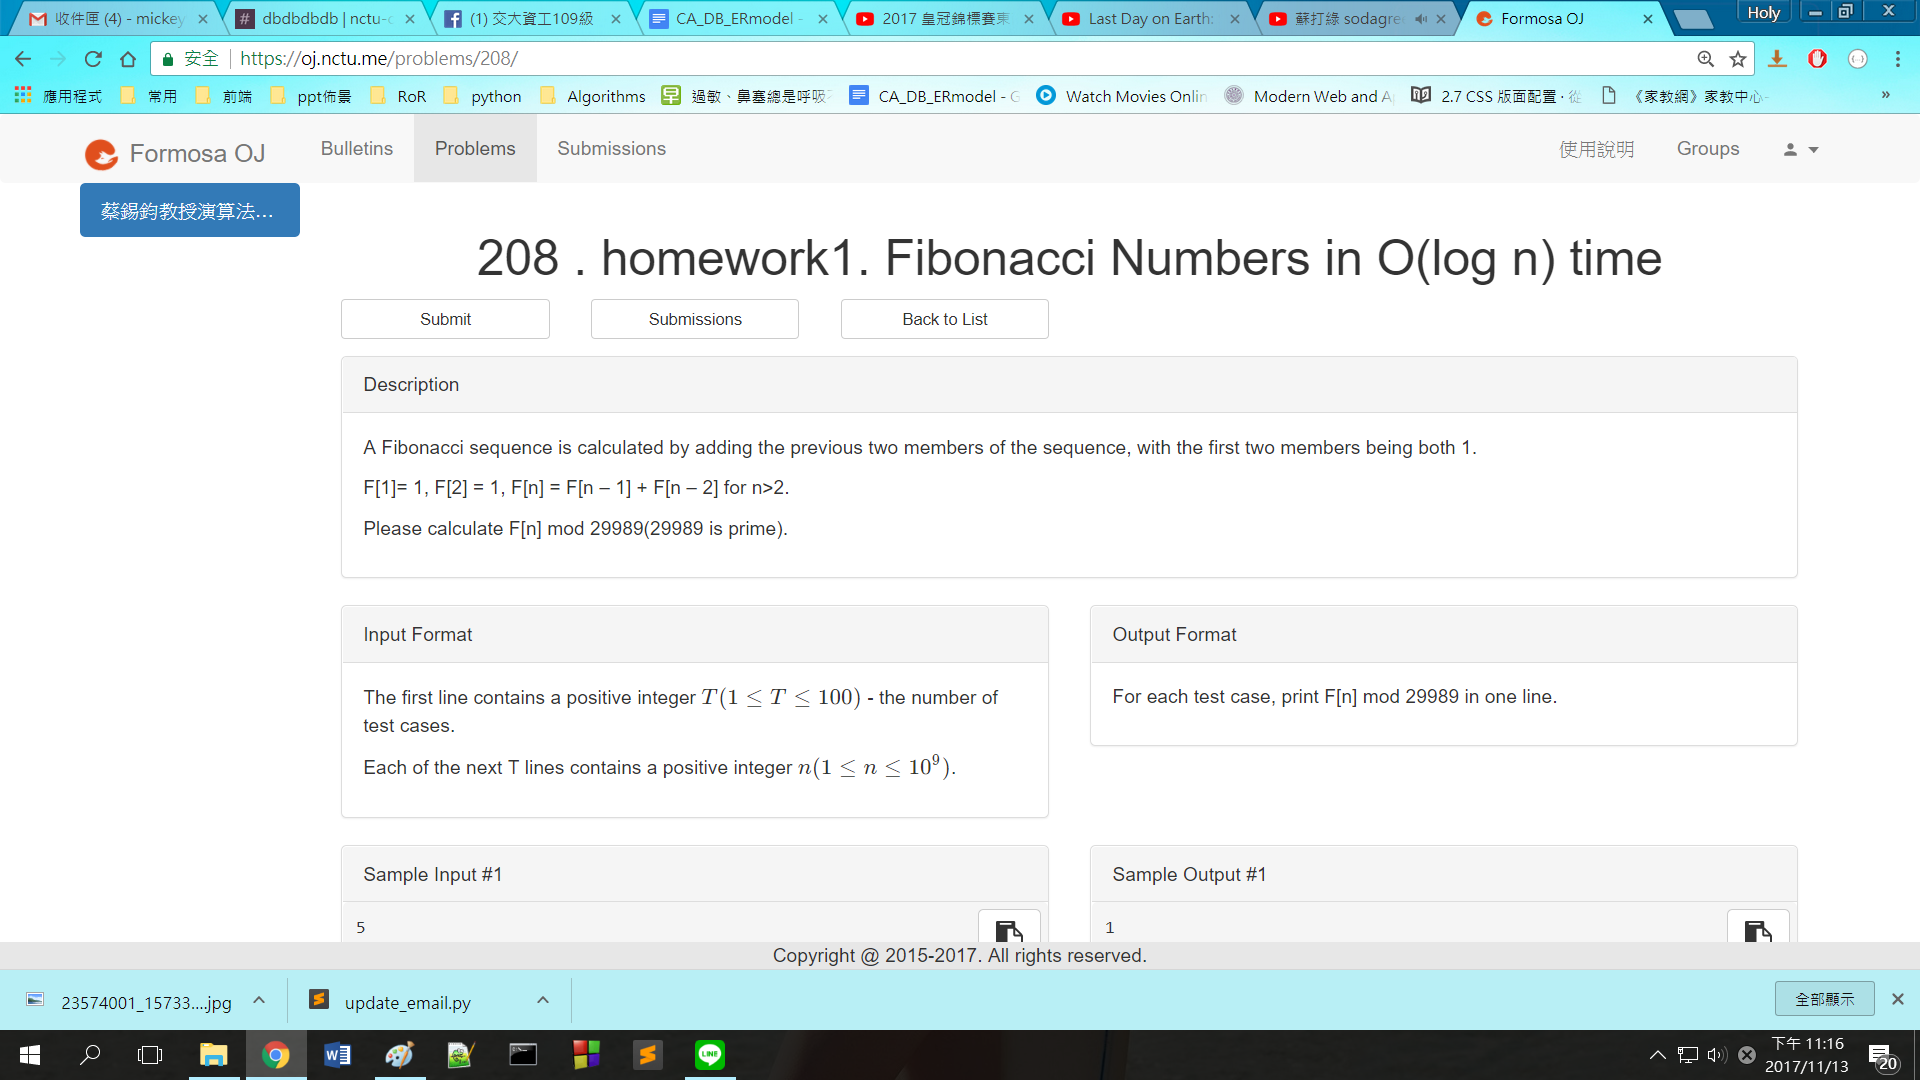 收件匣 (4) - mickey
dbdbdbdb | nctu-c
(1) 交大資工109級
CA_DB_ERmodel -
2017 皇冠錦標賽東
Last Day on Earth:
蘇打綠 sodagree
Formosa OJ
Holy
安全 https://oj.nctu.me/problems/208/
應用程式 常用 前端 ppt佈景 RoR python Algorithms 過敏、鼻塞總是呼吸 CA_DB_ERmodel - G Watch Movies Onlin Modern Web and A 2.7 CSS 版面配置 · 從 《家教網》家教中心- »
Formosa OJ Bulletins Problems Submissions 使用說明 Groups
蔡錫鈞教授演算法...
208 . homework1. Fibonacci Numbers in O(log n) time
Submit Submissions Back to List
Description
A Fibonacci sequence is calculated by adding the previous two members of the sequence, with the first two members being both 1.
F[1]= 1, F[2] = 1, F[n] = F[n – 1] + F[n – 2] for n>2.
Please calculate F[n] mod 29989(29989 is prime).
Input Format
The first line contains a positive integer T(1 ≤ T ≤ 100) - the number of
test cases.
Each of the next T lines contains a positive integer n(1 ≤ n ≤ 10⁹).
Output Format
For each test case, print F[n] mod 29989 in one line.
Sample Input #1
5
Sample Output #1
1
Copyright @ 2015-2017. All rights reserved.
23574001_15733....jpg
update_email.py
全部顯示
LINE
下午 11:16
2017/11/13
20